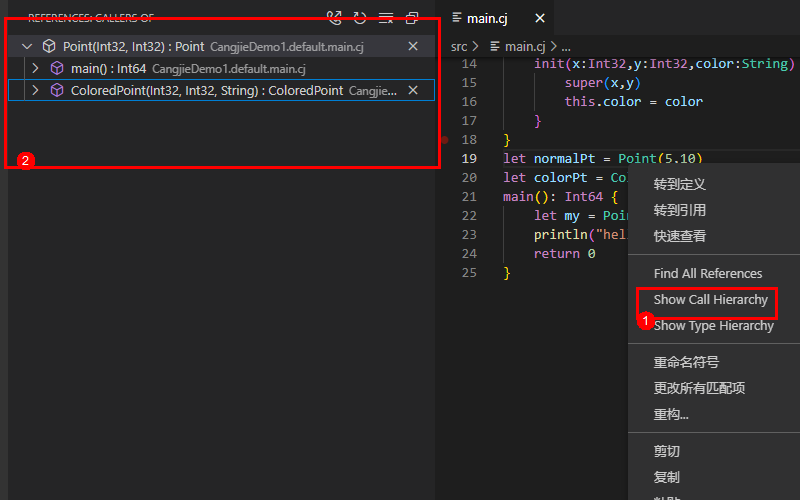 REFERENCES: CALLERS OF
Point(Int32, Int32) : Point CangjieDemo1.default.main.cj
main() : Int64 CangjieDemo1.default.main.cj
ColoredPoint(Int32, Int32, String) : ColoredPoint Cangjie...
2
main.cj
src > main.cj > ...
14 init(x:Int32,y:Int32,color:String)
15 super(x,y)
16 this.color = color
17 }
18 }
19 let normalPt = Point(5.10)
20 let colorPt = Co
21 main(): Int64 {
22 let my = Poi
23 println("hel
24 return 0
25 }
转到定义
转到引用
快速查看
Find All References
Show Call Hierarchy
1
Show Type Hierarchy
重命名符号
更改所有匹配项
重构...
剪切
复制